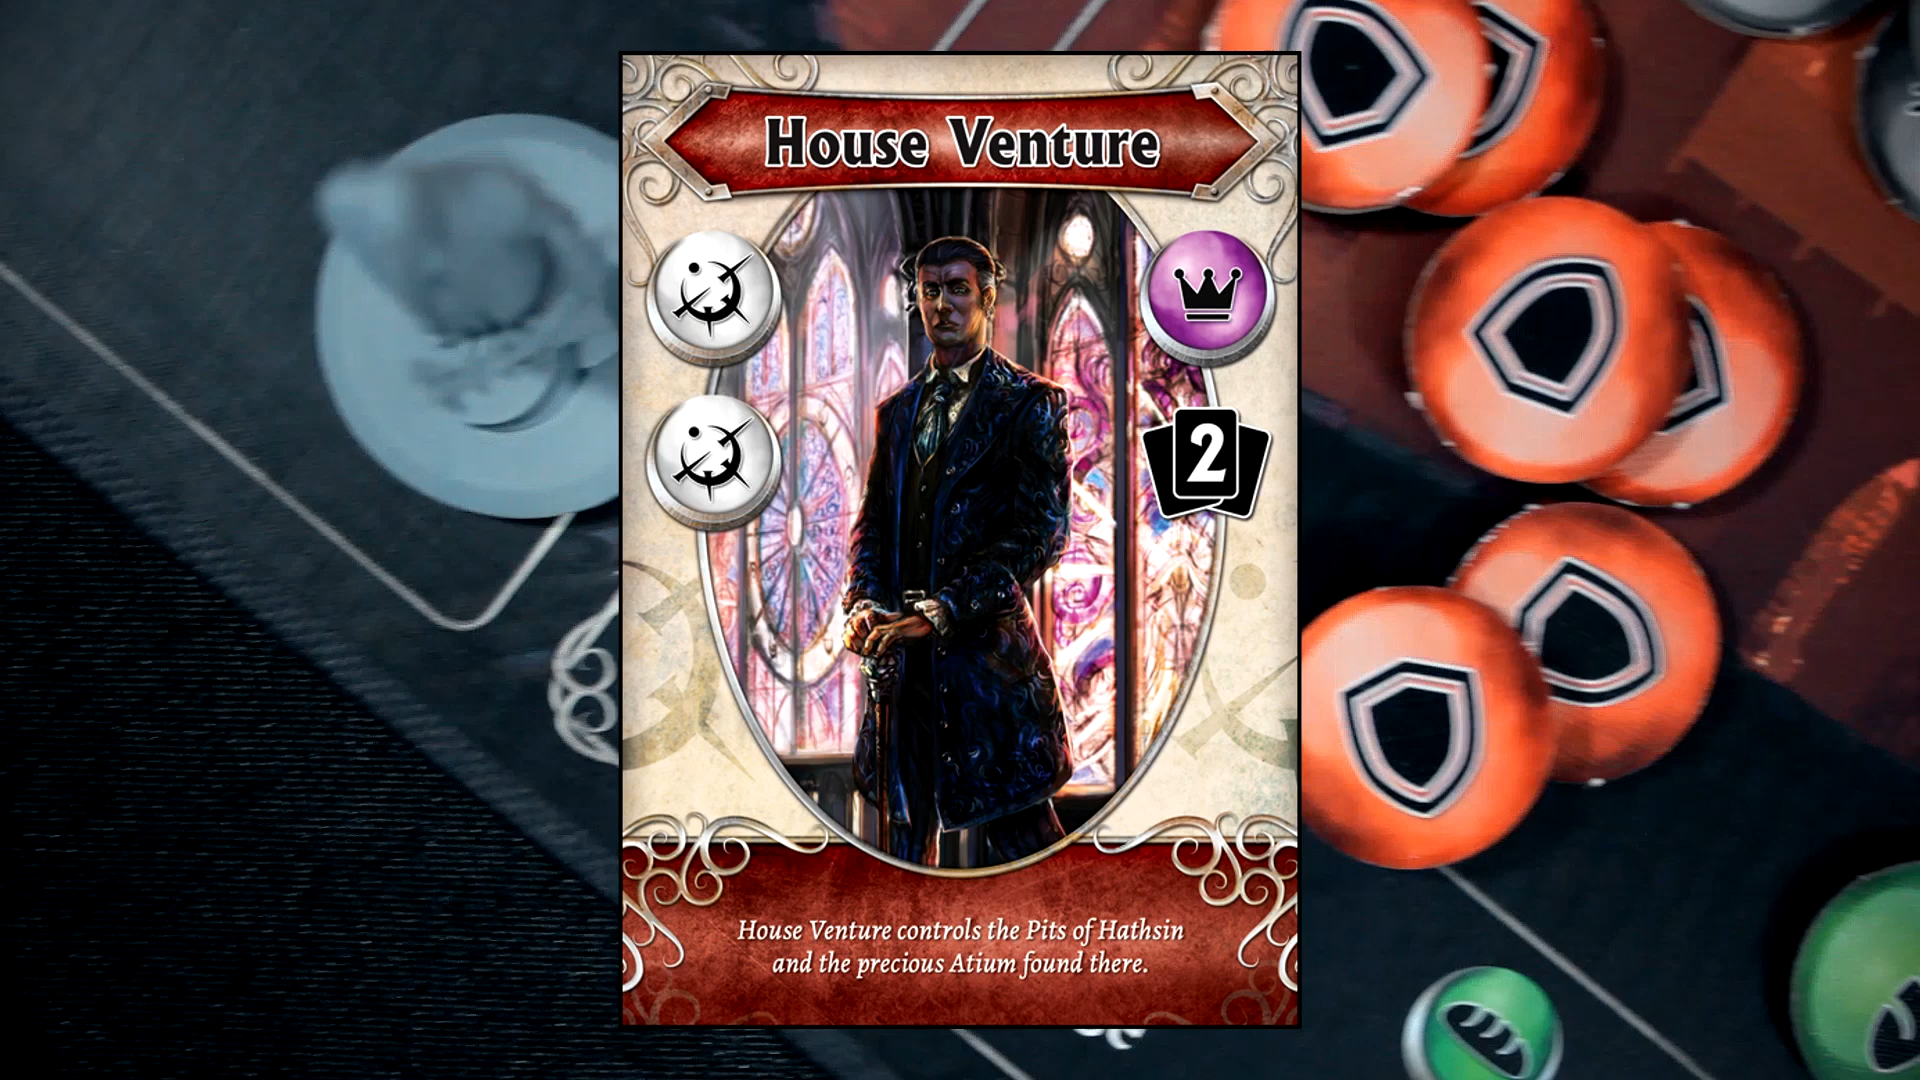 House Venture
2
House Venture controls the Pits of Hathsin
and the precious Atium found there.